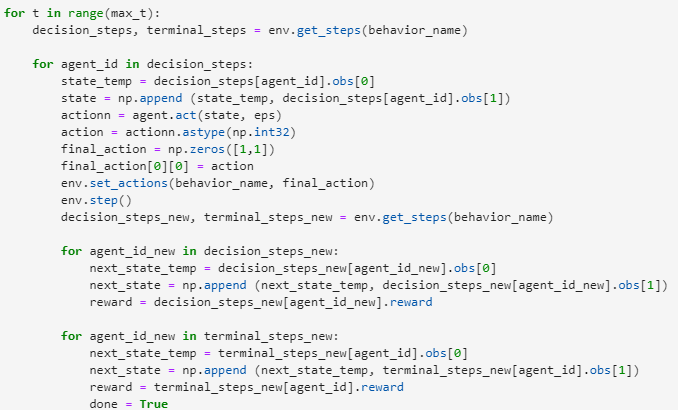 for t in range(max_t):
    decision_steps, terminal_steps = env.get_steps(behavior_name)

    for agent_id in decision_steps:
        state_temp = decision_steps[agent_id].obs[0]
        state = np.append (state_temp, decision_steps[agent_id].obs[1])
        actionn = agent.act(state, eps)
        action = actionn.astype(np.int32)
        final_action = np.zeros([1,1])
        final_action[0][0] = action
        env.set_actions(behavior_name, final_action)
        env.step()
        decision_steps_new, terminal_steps_new = env.get_steps(behavior_name)

        for agent_id_new in decision_steps_new:
            next_state_temp = decision_steps_new[agent_id_new].obs[0]
            next_state = np.append (next_state_temp, decision_steps_new[agent_id_new].obs[1])
            reward = decision_steps_new[agent_id_new].reward

        for agent_id_new in terminal_steps_new:
            next_state_temp = terminal_steps_new[agent_id].obs[0]
            next_state = np.append (next_state_temp, terminal_steps_new[agent_id].obs[1])
            reward = terminal_steps_new[agent_id].reward
            done = True